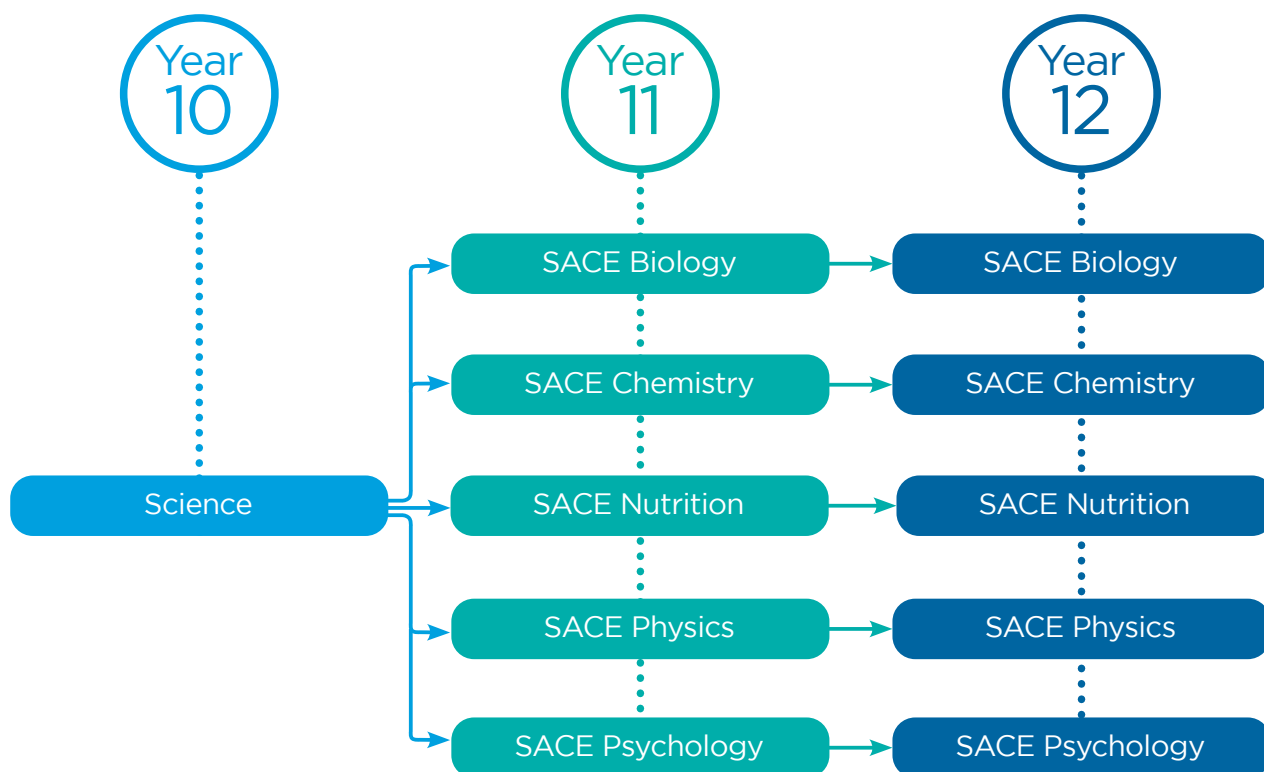 Year
10
Year
11
Year
12
SACE Biology
SACE Biology
SACE Chemistry
SACE Chemistry
Science
SACE Nutrition
SACE Nutrition
SACE Physics
SACE Physics
SACE Psychology
SACE Psychology